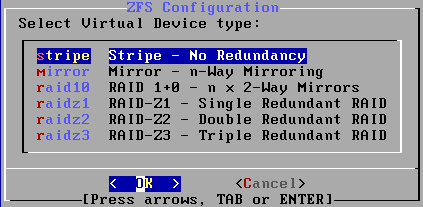 ZFS Configuration
Select Virtual Device type:
stripe Stripe - No Redundancy
mirror Mirror - n-Way Mirroring
raid10 RAID 1+0 - n x 2-Way Mirrors
raidz1 RAID-Z1 - Single Redundant RAID
raidz2 RAID-Z2 - Double Redundant RAID
raidz3 RAID-Z3 - Triple Redundant RAID
< OK > <Cancel>
[Press arrows, TAB or ENTER]